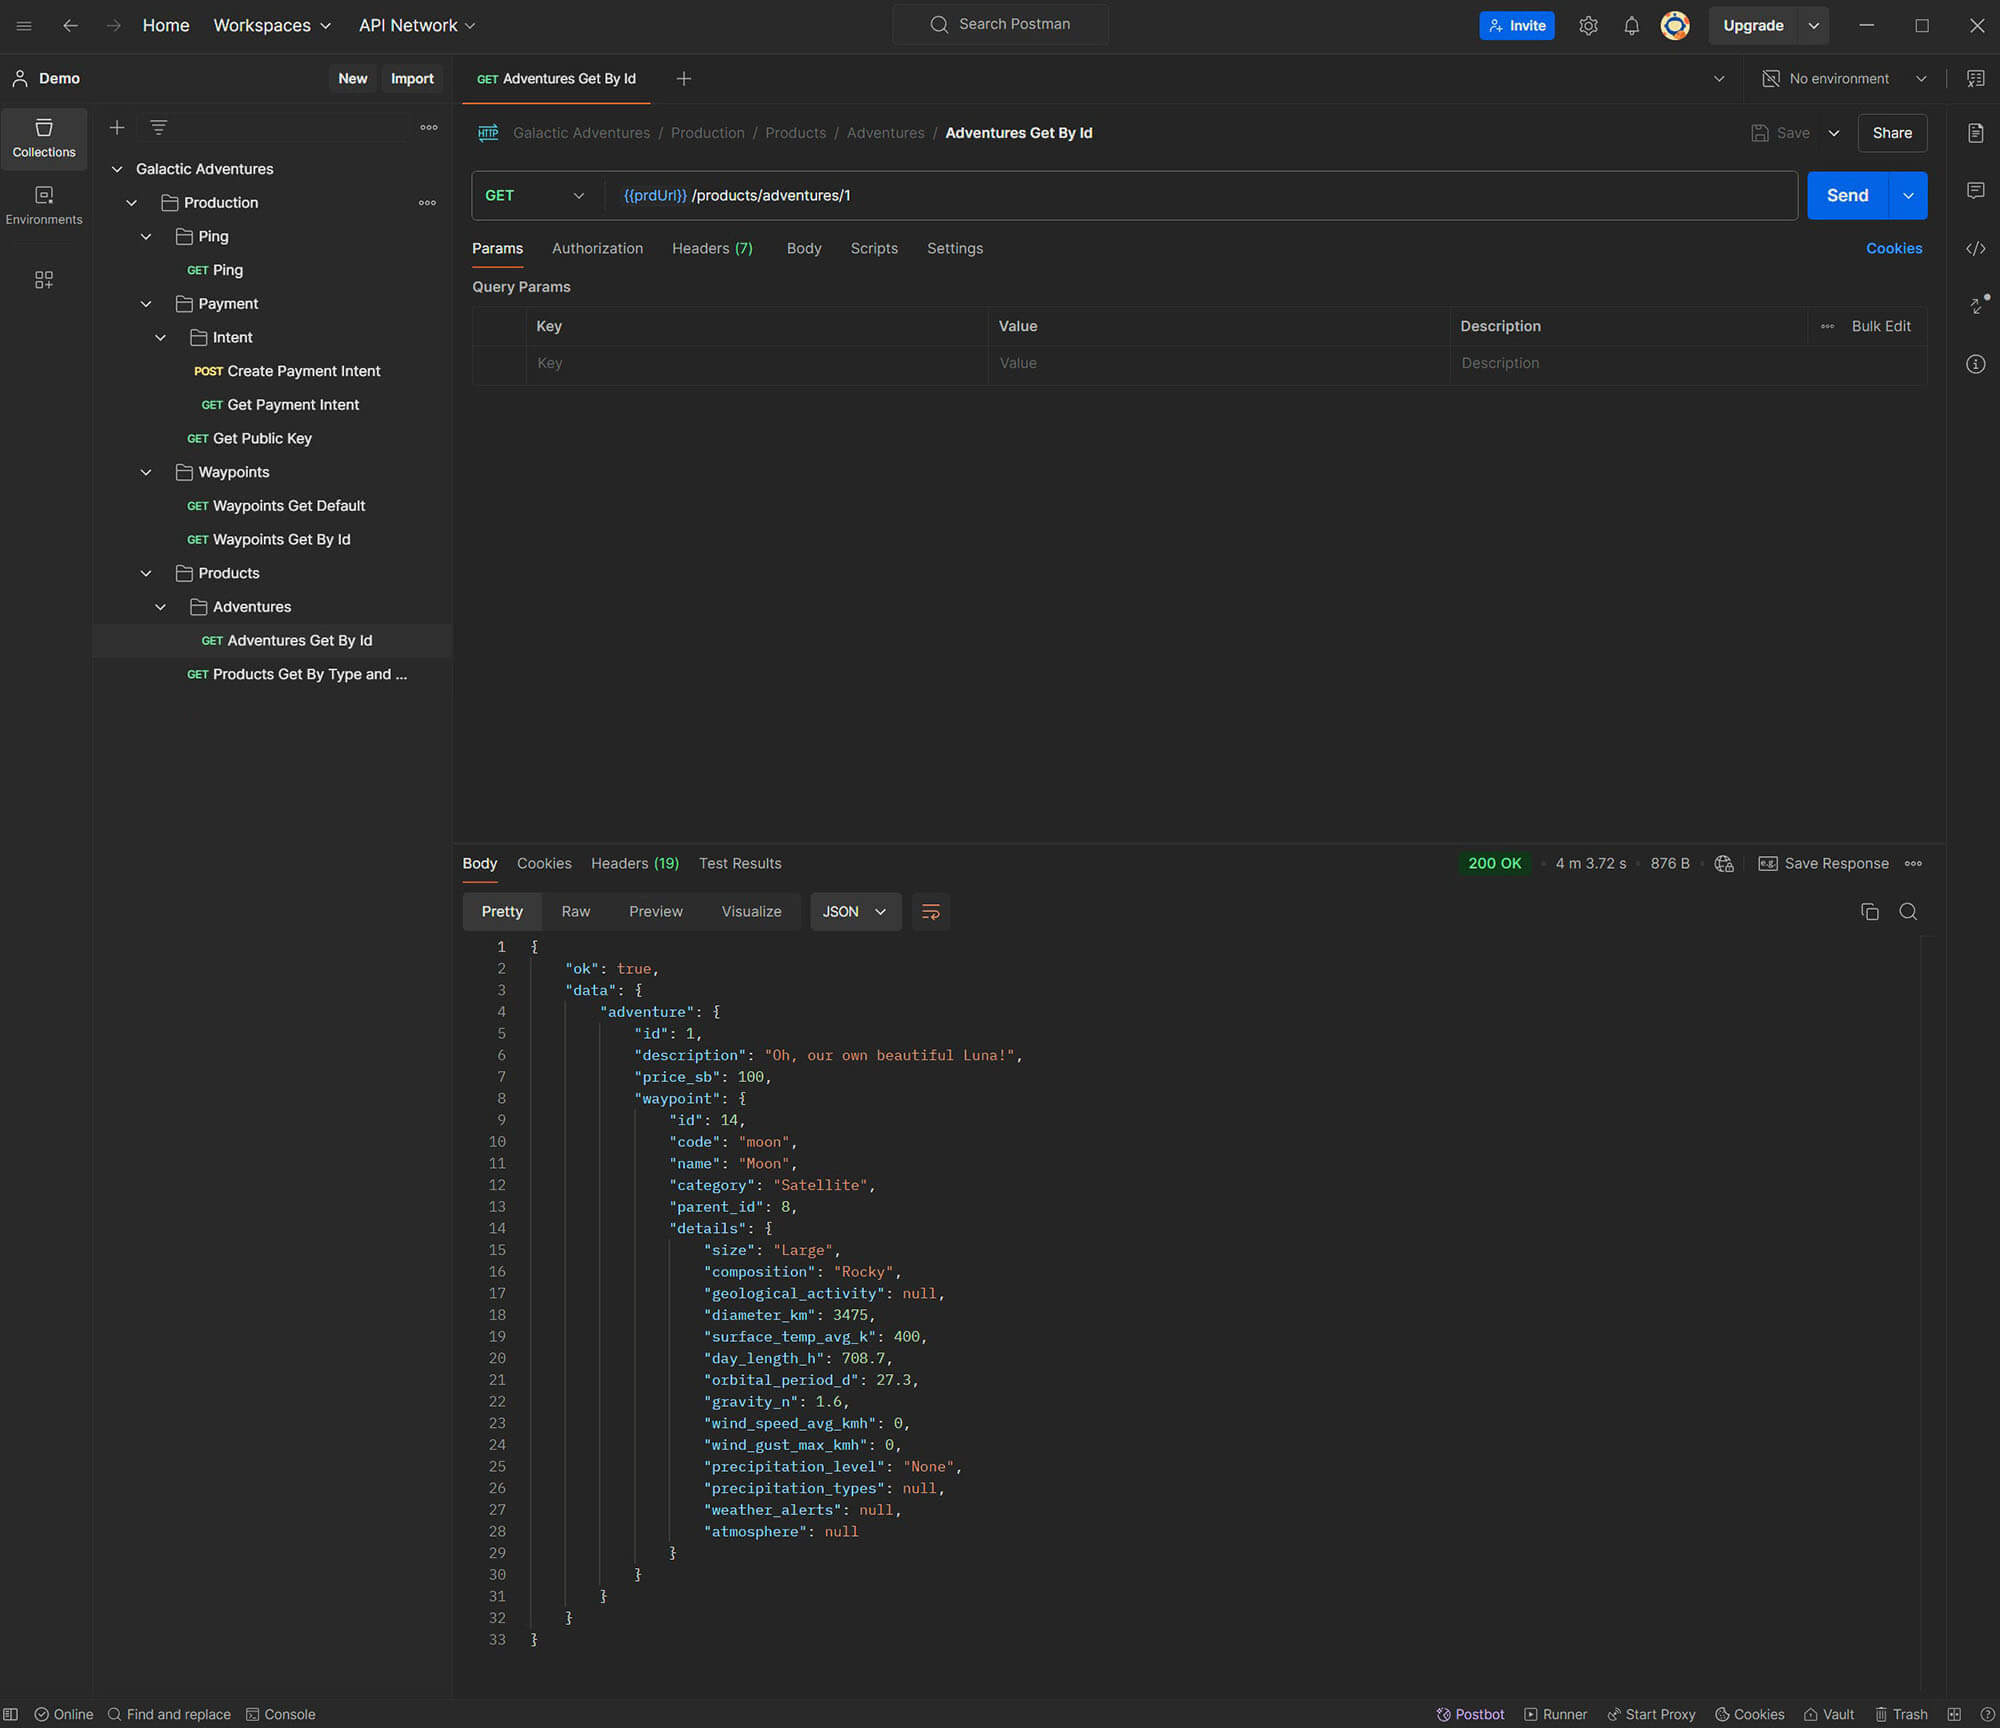 Home Workspaces API Network Search Postman Invite Upgrade
Demo New Import GET Adventures Get By Id No environment
Collections
Environments
Galactic Adventures
Production
Ping
GET Ping
Payment
Intent
POST Create Payment Intent
GET Get Payment Intent
GET Get Public Key
Waypoints
GET Waypoints Get Default
GET Waypoints Get By Id
Products
Adventures
GET Adventures Get By Id
GET Products Get By Type and ...
HTTP Galactic Adventures / Production / Products / Adventures / Adventures Get By Id Save Share
GET {{prdUrl}} /products/adventures/1 Send
Params Authorization Headers (7) Body Scripts Settings Cookies
Query Params
Key Value Description Bulk Edit
Key Value Description
Body Cookies Headers (19) Test Results 200 OK 4 m 3.72 s 876 B e.g. Save Response
Pretty Raw Preview Visualize JSON
1 {
2 "ok": true,
3 "data": {
4 "adventure": {
5 "id": 1,
6 "description": "Oh, our own beautiful Luna!",
7 "price_sb": 100,
8 "waypoint": {
9 "id": 14,
10 "code": "moon",
11 "name": "Moon",
12 "category": "Satellite",
13 "parent_id": 8,
14 "details": {
15 "size": "Large",
16 "composition": "Rocky",
17 "geological_activity": null,
18 "diameter_km": 3475,
19 "surface_temp_avg_k": 400,
20 "day_length_h": 708.7,
21 "orbital_period_d": 27.3,
22 "gravity_n": 1.6,
23 "wind_speed_avg_kmh": 0,
24 "wind_gust_max_kmh": 0,
25 "precipitation_level": "None",
26 "precipitation_types": null,
27 "weather_alerts": null,
28 "atmosphere": null
29 }
30 }
31 }
32 }
33 }
Online Find and replace Console Postbot Runner Start Proxy Cookies Vault Trash